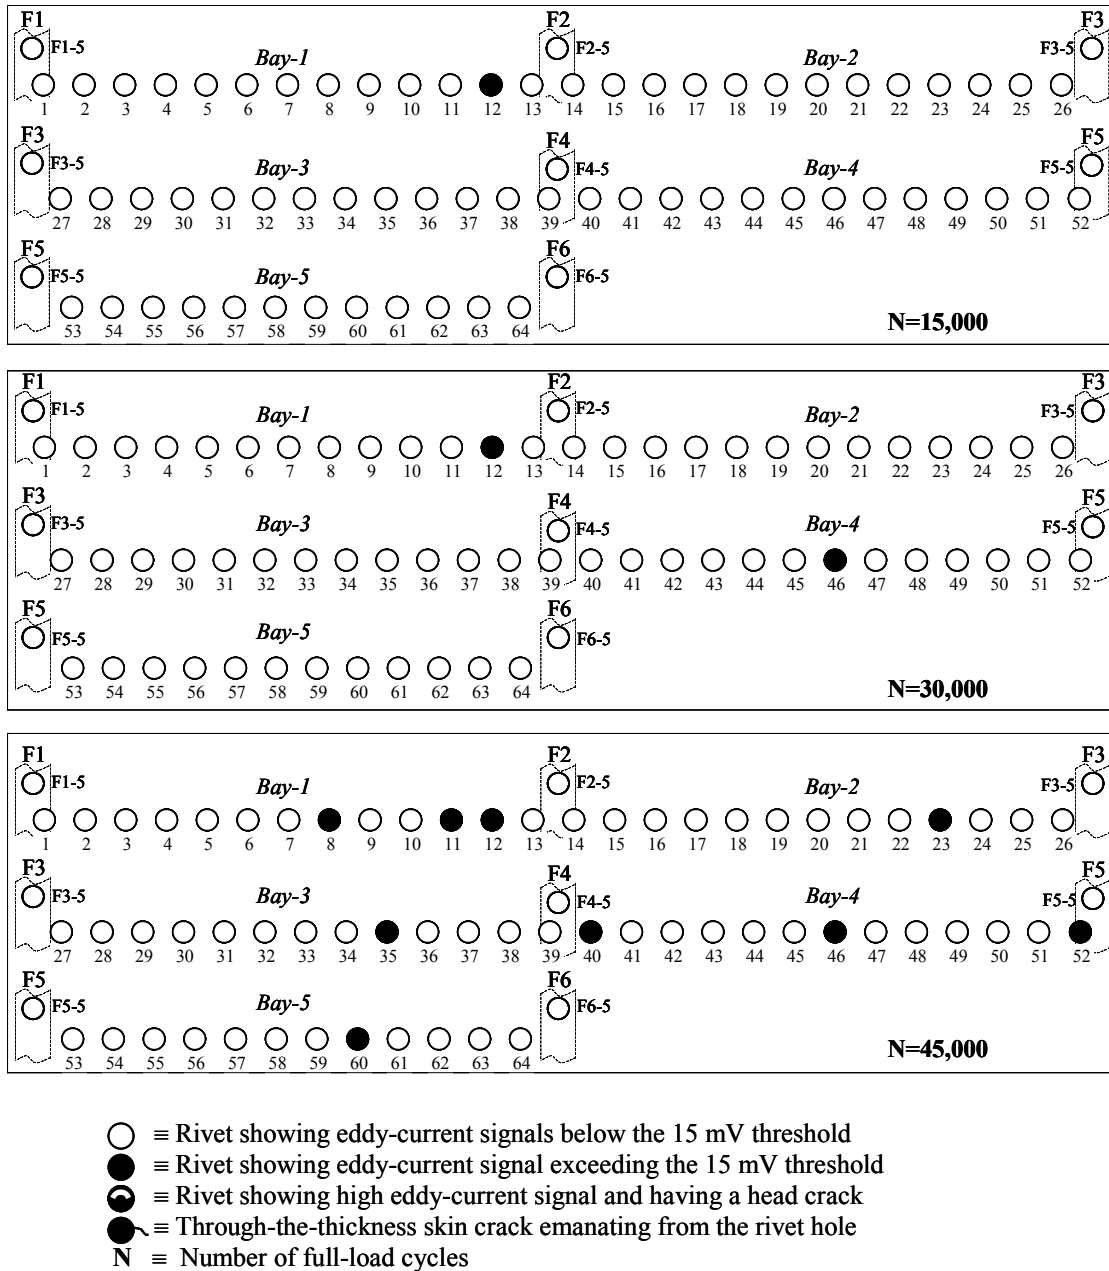 F1 F2 F3
F1-5 F2-5 F3-5
Bay-1 Bay-2
1 2 3 4 5 6 7 8 9 10 11 12 13 14 15 16 17 18 19 20 21 22 23 24 25 26
F3 F4 F5
F3-5 Bay-3 F4-5 Bay-4 F5-5
27 28 29 30 31 32 33 34 35 36 37 38 39 40 41 42 43 44 45 46 47 48 49 50 51 52
F5 F6
F5-5 Bay-5 F6-5
53 54 55 56 57 58 59 60 61 62 63 64
N=15,000
F1 F2 F3
F1-5 Bay-1 F2-5 Bay-2 F3-5
1 2 3 4 5 6 7 8 9 10 11 12 13 14 15 16 17 18 19 20 21 22 23 24 25 26
F3 F4 F5
F3-5 Bay-3 F4-5 Bay-4 F5-5
27 28 29 30 31 32 33 34 35 36 37 38 39 40 41 42 43 44 45 46 47 48 49 50 51 52
F5 F6
F5-5 Bay-5 F6-5
53 54 55 56 57 58 59 60 61 62 63 64
N=30,000
F1 F2 F3
F1-5 Bay-1 F2-5 Bay-2 F3-5
1 2 3 4 5 6 7 8 9 10 11 12 13 14 15 16 17 18 19 20 21 22 23 24 25 26
F3 F4 F5
F3-5 Bay-3 F4-5 Bay-4 F5-5
27 28 29 30 31 32 33 34 35 36 37 38 39 40 41 42 43 44 45 46 47 48 49 50 51 52
F5 F6
F5-5 Bay-5 F6-5
53 54 55 56 57 58 59 60 61 62 63 64
N=45,000
≡ Rivet showing eddy-current signals below the 15 mV threshold
≡ Rivet showing eddy-current signal exceeding the 15 mV threshold
≡ Rivet showing high eddy-current signal and having a head crack
≡ Through-the-thickness skin crack emanating from the rivet hole
N ≡ Number of full-load cycles